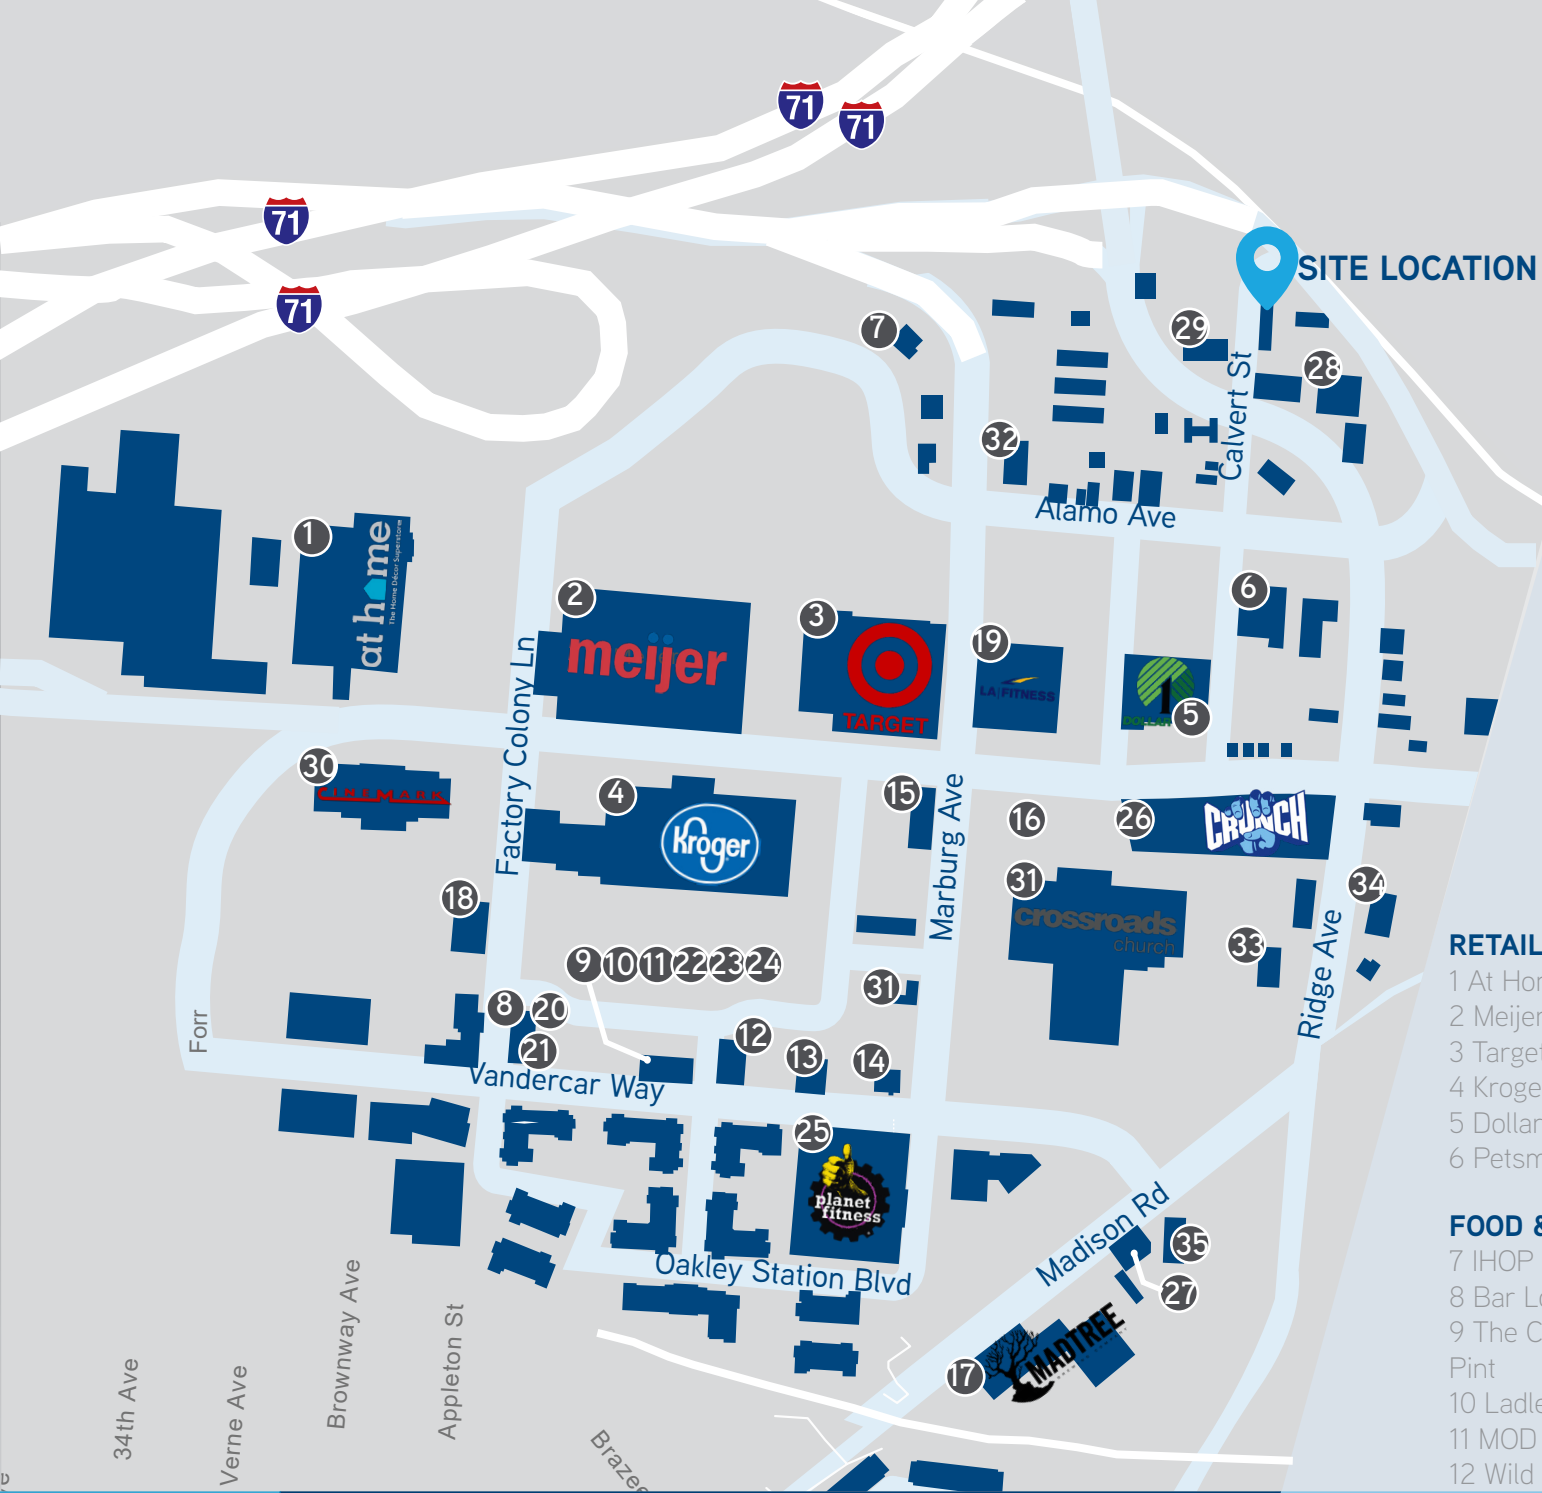 71
71
71
71
SITE LOCATION
7
29
28
Calvert St
32
Alamo Ave
1
at home
The Home Décor Superstore
2
meijer
3
TARGET
19
LA FITNESS
6
5
Factory Colony Ln
30
CINEMARK
4
Kroger
15
Marburg Ave
16
26
CRUNCH
31
crossroads
church
34
33
Ridge Ave
18
9 10 11 22 23 24
31
8
20
21
12
13
14
Forr
Vandercar Way
25
planet
fitness
Oakley Station Blvd
Madison Rd
35
27
MADTREE
17
34th Ave
Verne Ave
Brownway Ave
Appleton St
RETAIL
1 At Hor
2 Meijer
3 Target
4 Kroge
5 Dollar
6 Petsm
FOOD &
7 IHOP
8 Bar Lo
9 The C
Pint
10 Ladle
11 MOD
12 Wild